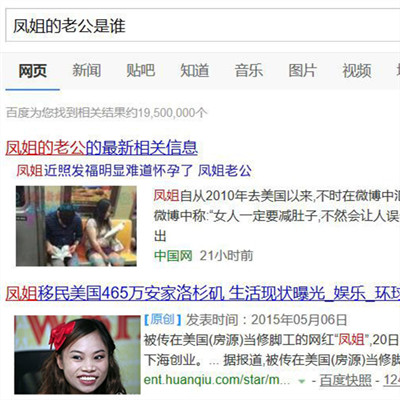 凤姐的老公是谁
网页 新闻 贴吧 知道 音乐 图片 视频
百度为您找到相关结果约19,500,000个
凤姐的老公的最新相关信息
凤姐近照发福明显难道怀孕了 凤姐老公
凤姐自从2010年去美国以来,不时在微博中
微博中称:“女人一定要减肚子,不然会让人误
出
中国网 21小时前
凤姐移民美国465万安家洛杉矶 生活现状曝光_娱乐_环球
[原创] 发表时间：2015年05月06日
被传在美国(房源)当修脚工的网红“凤姐”,20日
下海创业。... 据报道,被传在美国(房源)当修脚
ent.huanqiu.com/star/m... - 百度快照 - 124